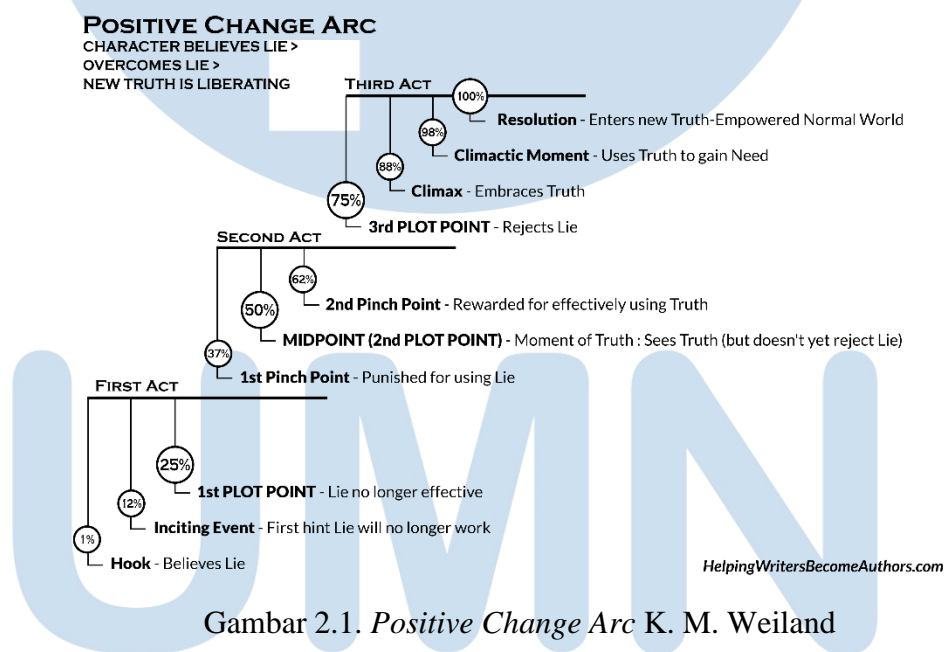 POSITIVE CHANGE ARC
CHARACTER BELIEVES LIE >
OVERCOMES LIE >
NEW TRUTH IS LIBERATING
THIRD ACT
100%
Resolution - Enters new Truth-Empowered Normal World
98%
Climactic Moment - Uses Truth to gain Need
88%
Climax - Embraces Truth
75%
3rd PLOT POINT - Rejects Lie
SECOND ACT
62%
2nd Pinch Point - Rewarded for effectively using Truth
50%
MIDPOINT (2nd PLOT POINT) - Moment of Truth : Sees Truth (but doesn't yet reject Lie)
37%
1st Pinch Point - Punished for using Lie
FIRST ACT
25%
1st PLOT POINT - Lie no longer effective
12%
Inciting Event - First hint Lie will no longer work
1%
Hook - Believes Lie
HelpingWritersBecomeAuthors.com
UMN
Gambar 2.1. Positive Change Arc K. M. Weiland